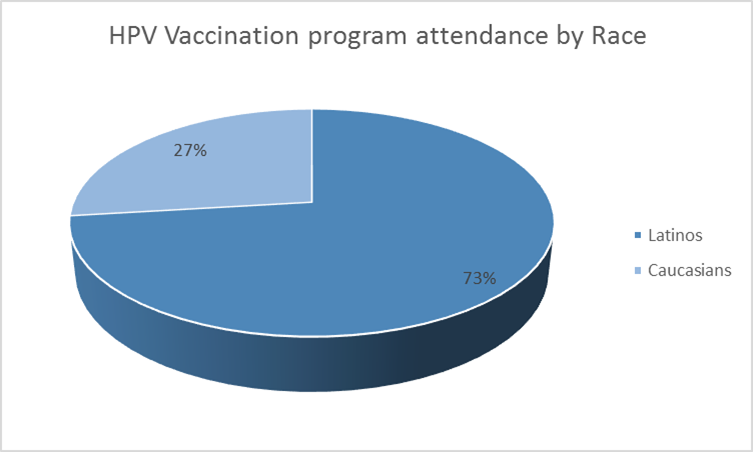 HPV Vaccination program attendance by Race
27%
73%
Latinos
Caucasians